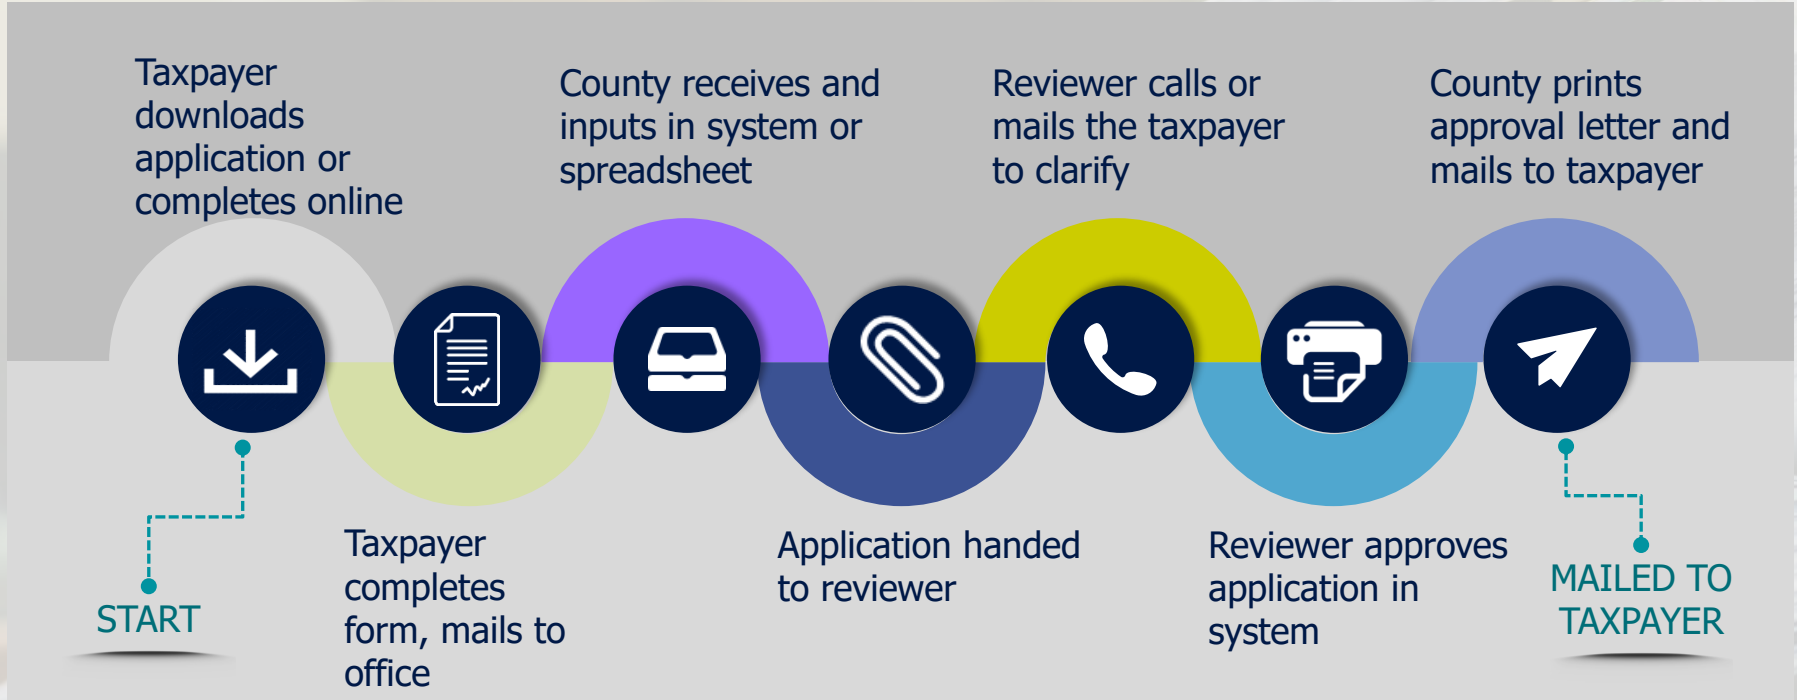 Taxpayer
downloads
application or
completes online
County receives and
inputs in system or
spreadsheet
Reviewer calls or
mails the taxpayer
to clarify
County prints
approval letter and
mails to taxpayer
START
Taxpayer
completes
form, mails to
office
Application handed
to reviewer
Reviewer approves
application in
system
MAILED TO
TAXPAYER